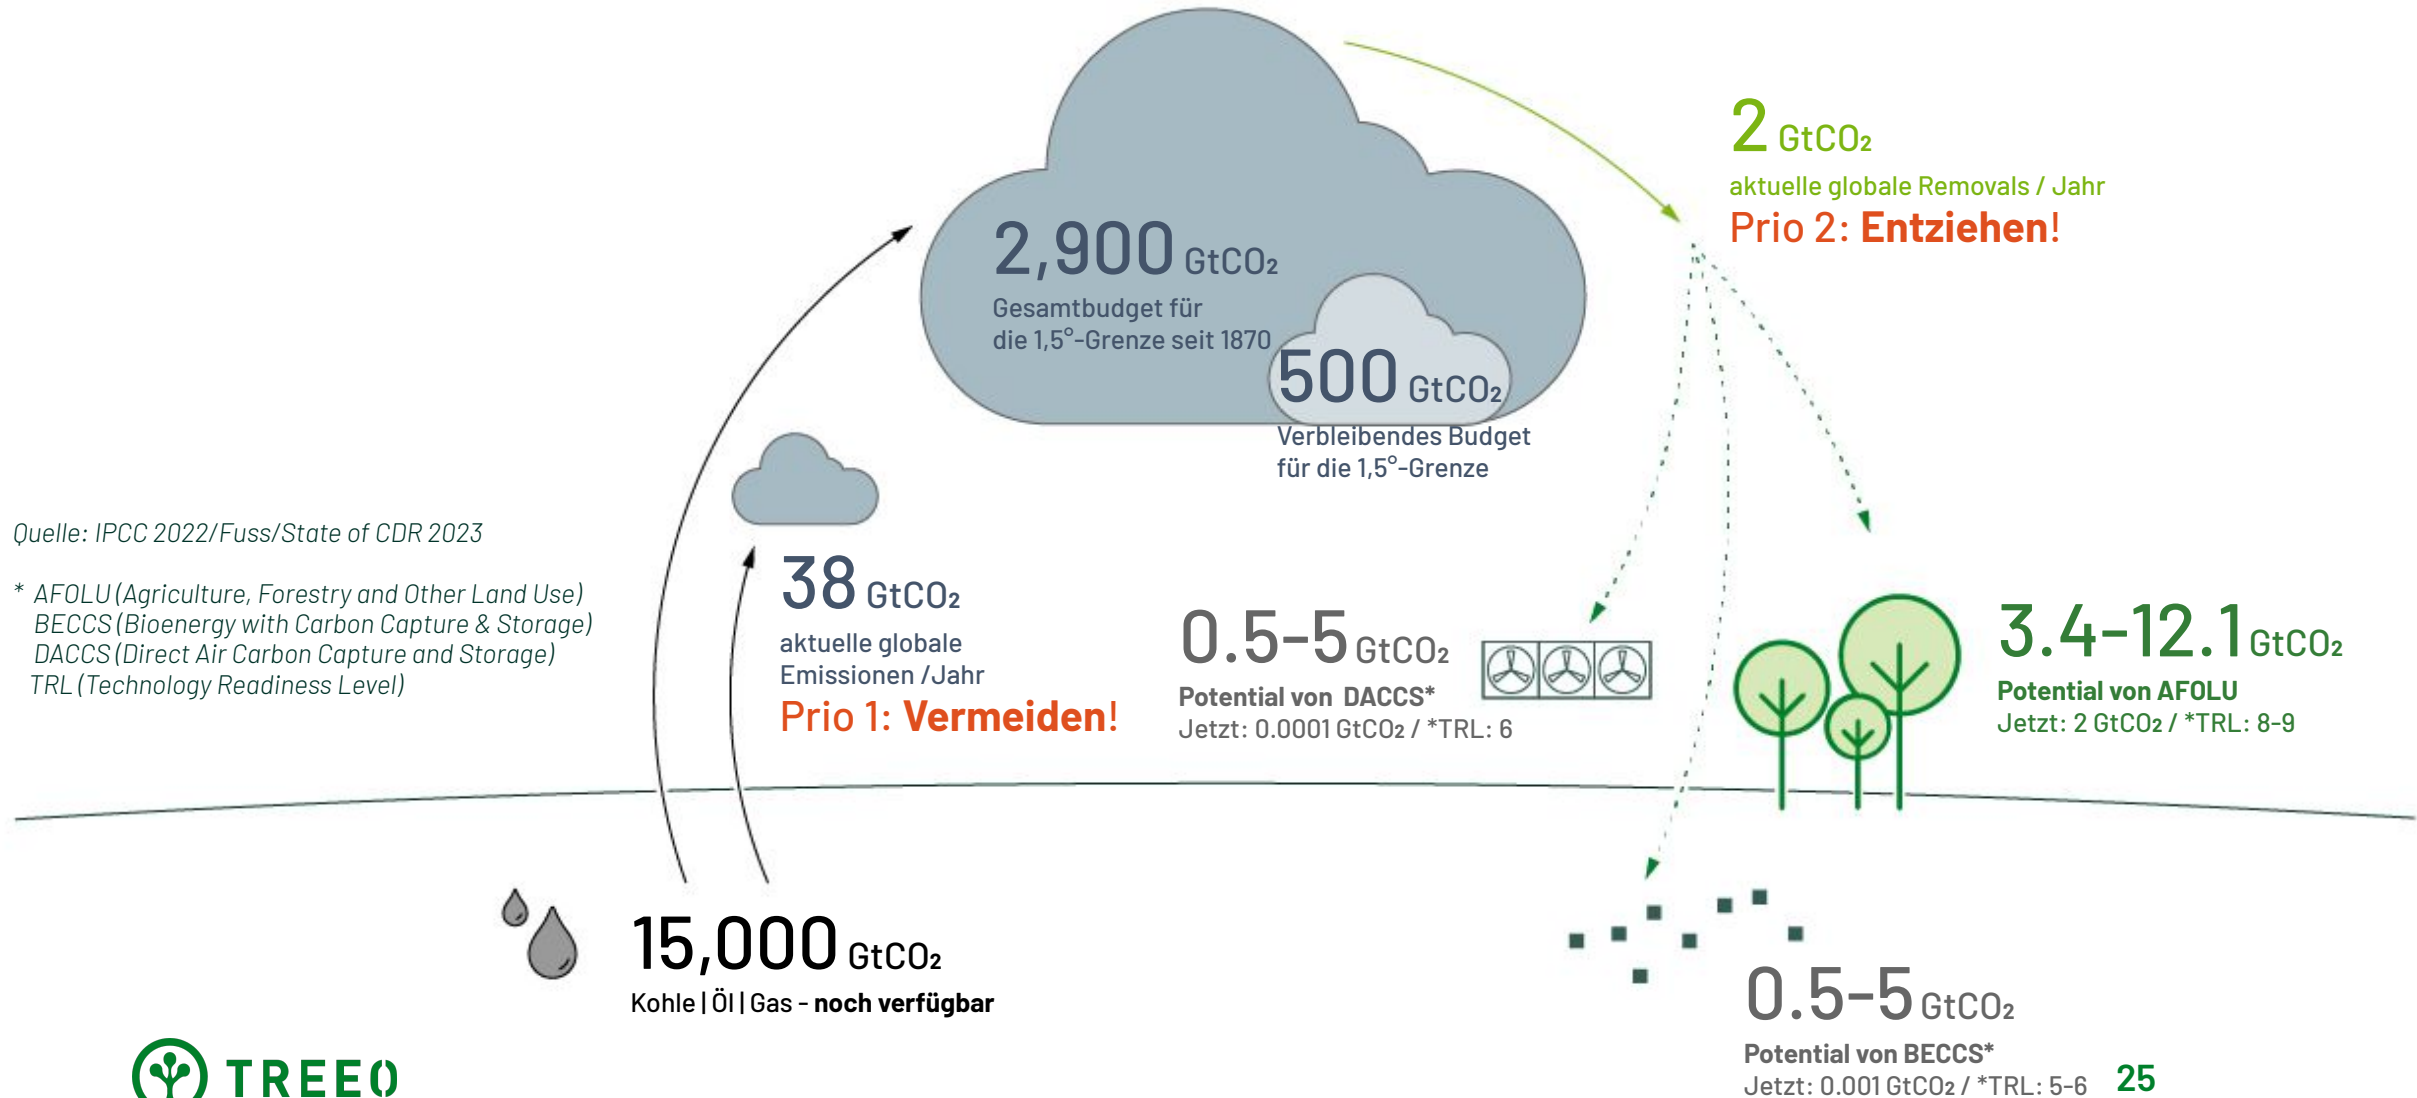 2 GtCO₂
aktuelle globale Removals / Jahr
Prio 2: Entziehen!
2,900 GtCO₂
Gesamtbudget für
die 1,5°-Grenze seit 1870
500 GtCO₂
Verbleibendes Budget
für die 1,5°-Grenze
Quelle: IPCC 2022/Fuss/State of CDR 2023
* AFOLU (Agriculture, Forestry and Other Land Use)
BECCS (Bioenergy with Carbon Capture & Storage)
DACCS (Direct Air Carbon Capture and Storage)
TRL (Technology Readiness Level)
38 GtCO₂
aktuelle globale
Emissionen /Jahr
Prio 1: Vermeiden!
0.5-5 GtCO₂
Potential von DACCS*
Jetzt: 0.0001 GtCO₂ / *TRL: 6
3.4-12.1 GtCO₂
Potential von AFOLU
Jetzt: 2 GtCO₂ / *TRL: 8-9
15,000 GtCO₂
Kohle | Öl | Gas - noch verfügbar
0.5-5 GtCO₂
Potential von BECCS*
Jetzt: 0.001 GtCO₂ / *TRL: 5-6
TREEO
25